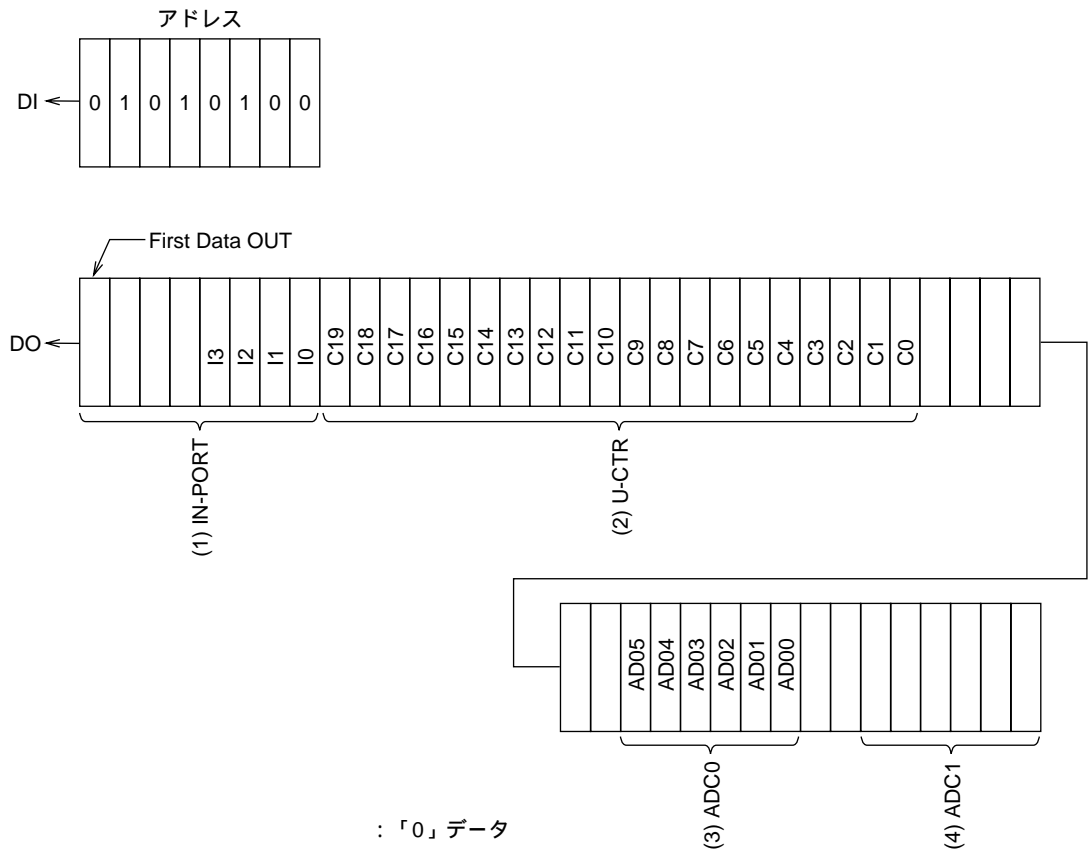 アドレス
DI
0 1 0 1 0 1 0 0
First Data OUT
DO
I3 I2 I1 I0 C19 C18 C17 C16 C15 C14 C13 C12 C11 C10 C9 C8 C7 C6 C5 C4 C3 C2 C1 C0
(1) IN-PORT
(2) U-CTR
AD05 AD04 AD03 AD02 AD01 AD00
(3) ADC0
(4) ADC1
:「0」データ